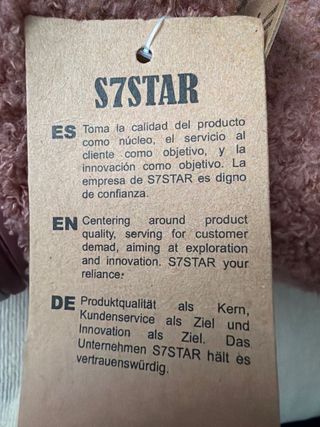 S7STAR
ES Toma la calidad del producto
como núcleo, el servicio al
cliente como objetivo, y la
innovación como objetivo. La
empresa de S7STAR es digno
de confianza.
EN Centering around product
quality, serving for customer
demad, aiming at exploration
and innovation. S7STAR your
reliance.
DE Produktqualität als Kern,
Kundenservice als Ziel und
Innovation als Ziel. Das
Unternehmen S7STAR hält ès
vertrauenswürdig.